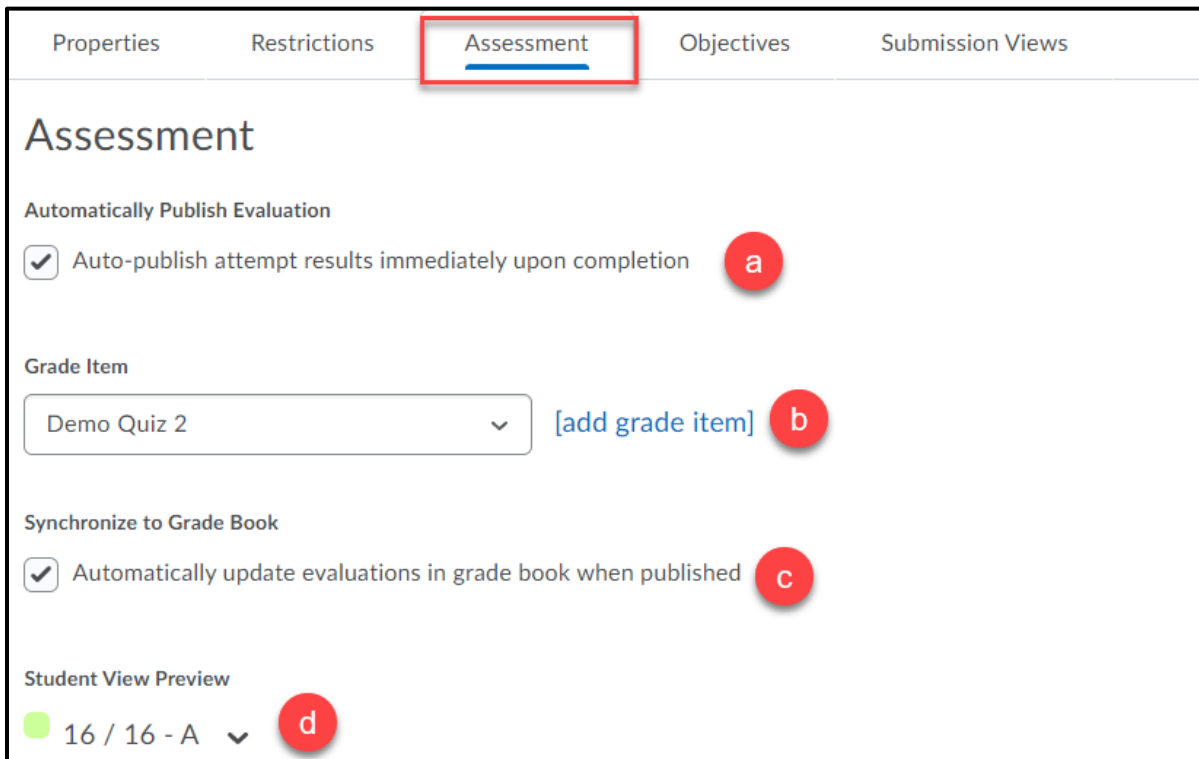 Properties Restrictions Assessment Objectives Submission Views
Assessment
Automatically Publish Evaluation
Auto-publish attempt results immediately upon completion a
Grade Item
Demo Quiz 2 [add grade item] b
Synchronize to Grade Book
Automatically update evaluations in grade book when published c
Student View Preview
16 / 16 - A d